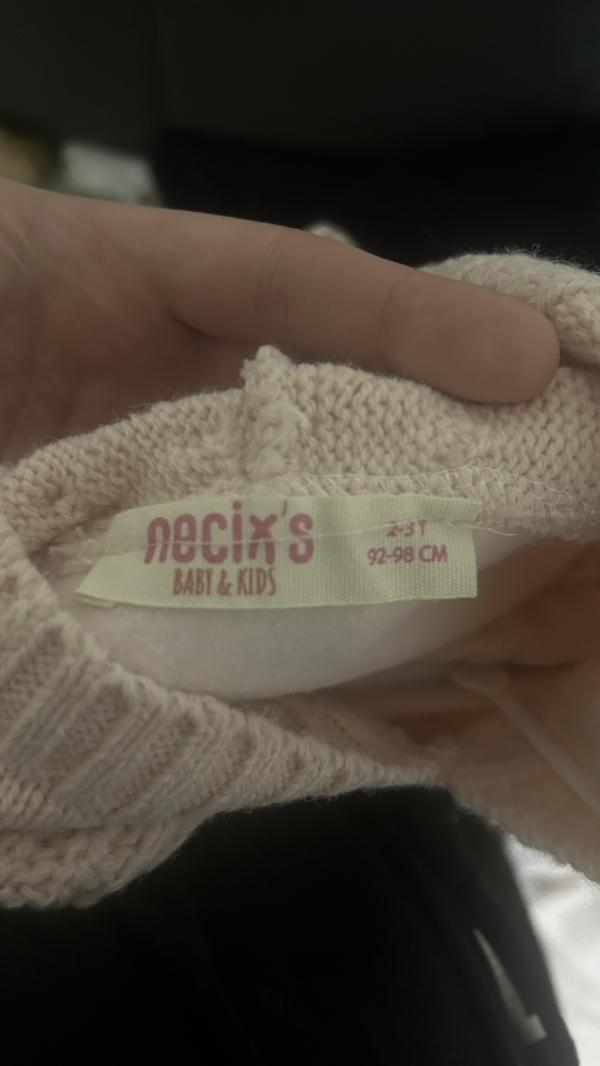 necix's
BABY & KIDS
2-3 Y
92-98 CM